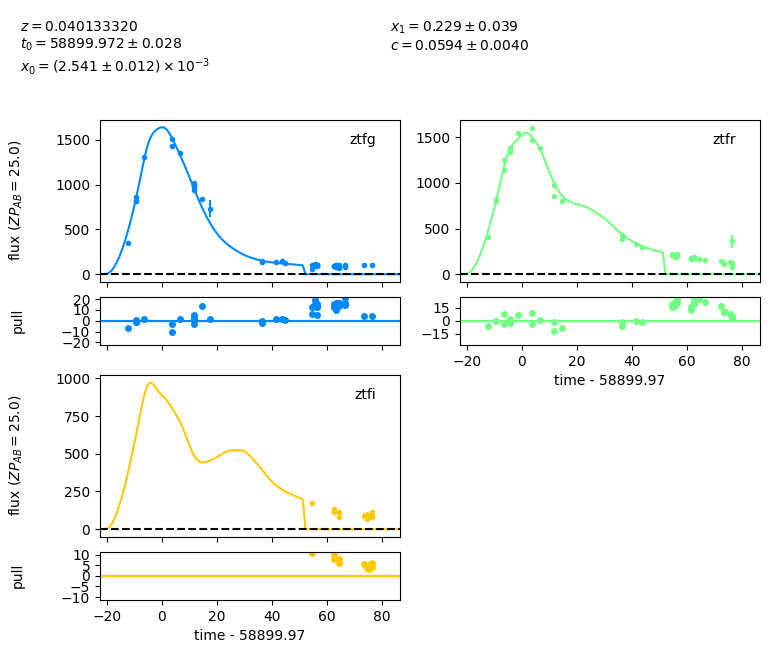 z = 0.040133320
t₀ = 58899.972 ± 0.028
x₀ = (2.541 ± 0.012) × 10⁻³
x₁ = 0.229 ± 0.039
c = 0.0594 ± 0.0040
ztfg
flux (ZP_AB = 25.0)
1500
1000
500
0
ztfr
1500
1000
500
0
pull
20
10
0
−10
−20
15
0
−15
−20 0 20 40 60 80
time - 58899.97
ztfi
flux (ZP_AB = 25.0)
1000
750
500
250
0
pull
10
5
0
−5
−10
−20 0 20 40 60 80
time - 58899.97